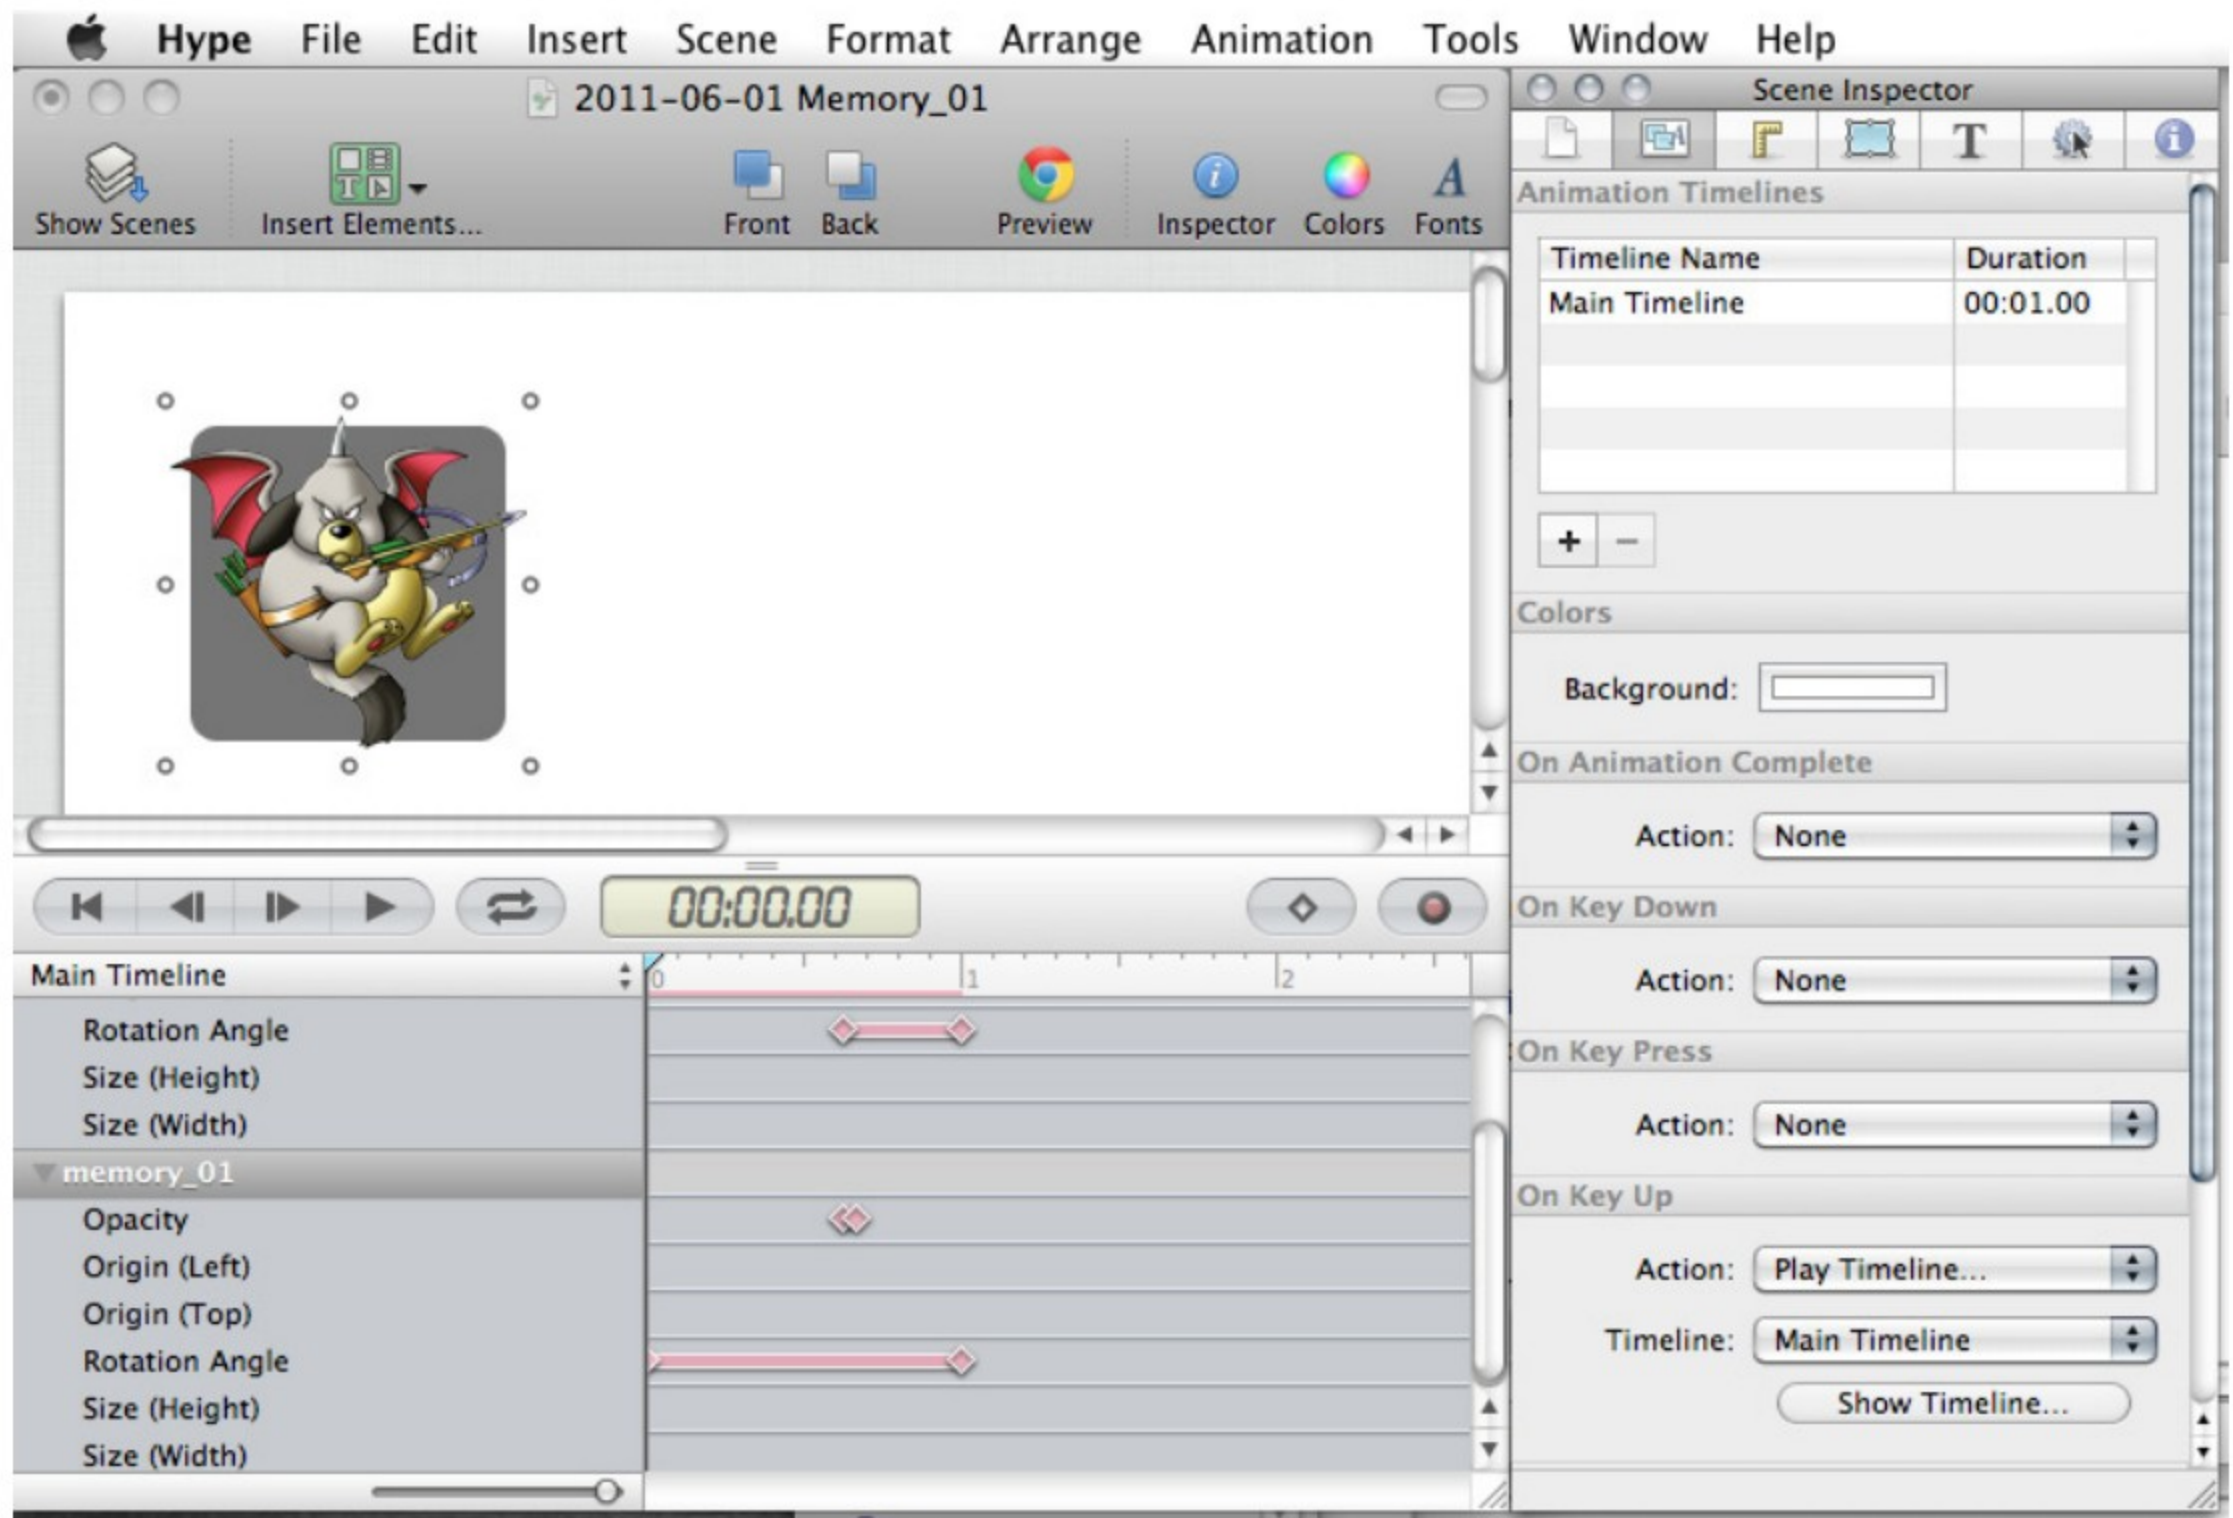 Hype File Edit Insert Scene Format Arrange Animation Tools Window Help
2011-06-01 Memory_01
Show Scenes Insert Elements... Front Back Preview Inspector Colors Fonts
00:00.00
Main Timeline
0 1 2
Rotation Angle
Size (Height)
Size (Width)
memory_01
Opacity
Origin (Left)
Origin (Top)
Rotation Angle
Size (Height)
Size (Width)
Scene Inspector
Animation Timelines
Timeline Name Duration
Main Timeline 00:01.00
Colors
Background:
On Animation Complete
Action: None
On Key Down
Action: None
On Key Press
Action: None
On Key Up
Action: Play Timeline...
Timeline: Main Timeline
Show Timeline...